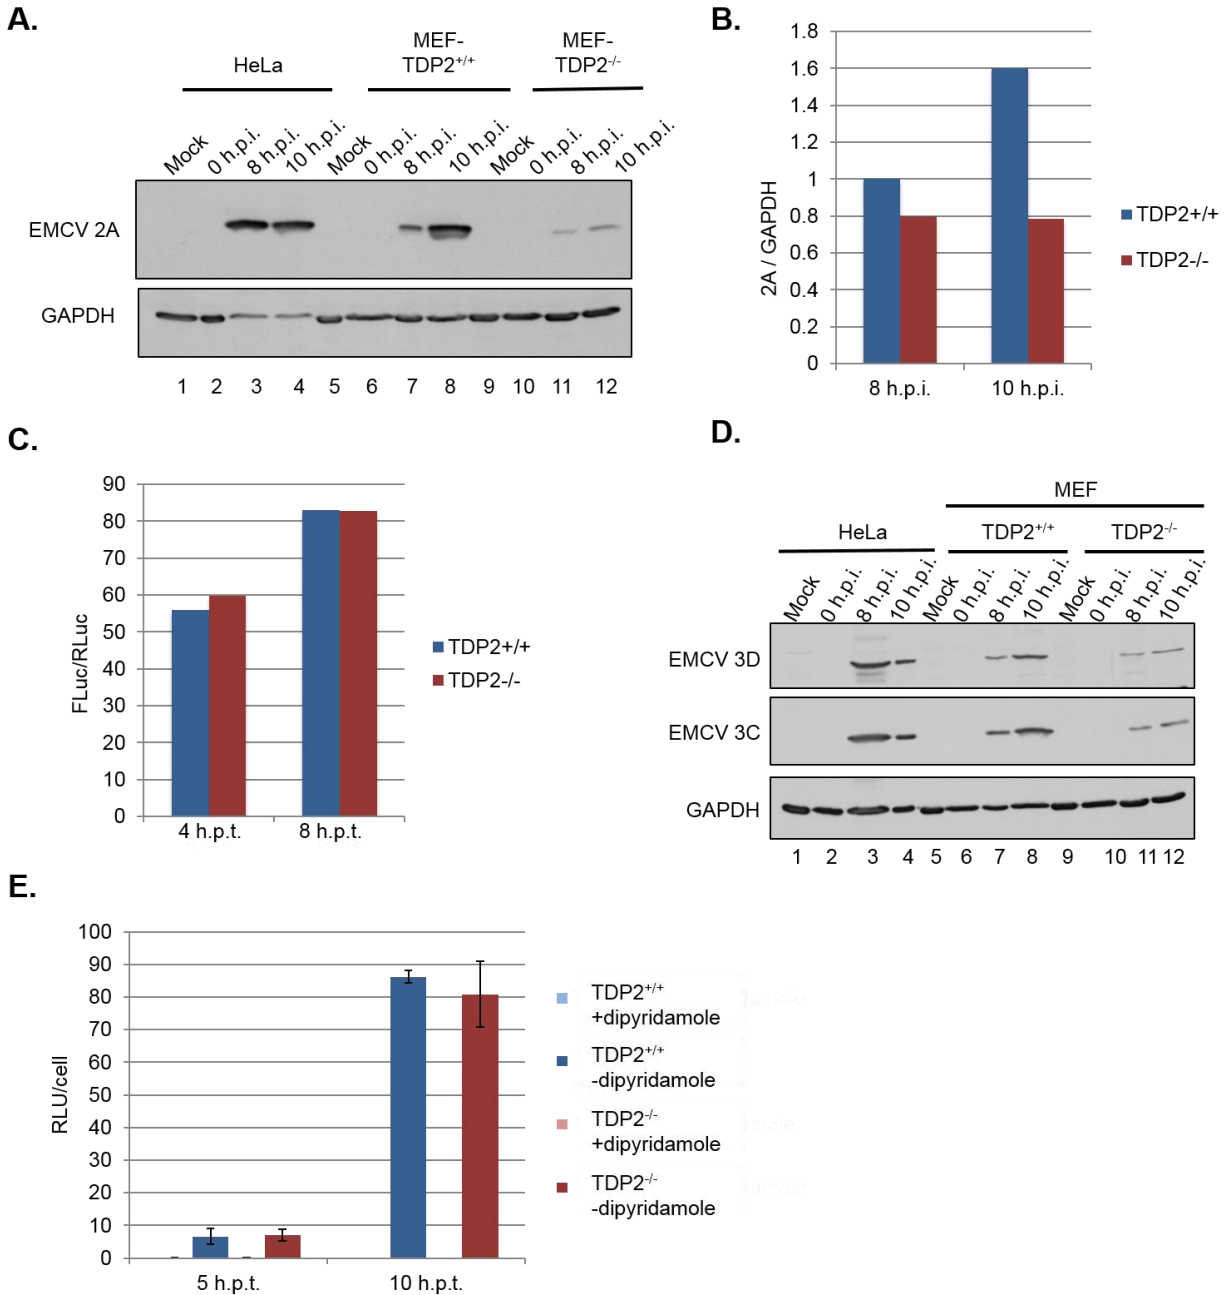 A.
HeLa
MEF-
TDP2+/+
MEF-
TDP2-/-
Mock
0 h.p.i.
8 h.p.i.
10 h.p.i.
Mock
0 h.p.i.
8 h.p.i.
10 h.p.i.
Mock
0 h.p.i.
8 h.p.i.
10 h.p.i.
EMCV 2A
GAPDH
1 2 3 4 5 6 7 8 9 10 11 12
B.
1.8
1.6
1.4
1.2
1
0.8
0.6
0.4
0.2
0
2A / GAPDH
8 h.p.i. 10 h.p.i.
TDP2+/+
TDP2-/-
C.
90
80
70
60
50
40
30
20
10
0
FLuc/RLuc
4 h.p.t. 8 h.p.t.
TDP2+/+
TDP2-/-
D.
MEF
HeLa
TDP2+/+
TDP2-/-
Mock
0 h.p.i.
8 h.p.i.
10 h.p.i.
Mock
0 h.p.i.
8 h.p.i.
10 h.p.i.
Mock
0 h.p.i.
8 h.p.i.
10 h.p.i.
EMCV 3D
EMCV 3C
GAPDH
1 2 3 4 5 6 7 8 9 10 11 12
E.
100
90
80
70
60
50
40
30
20
10
0
RLU/cell
5 h.p.t. 10 h.p.t.
TDP2+/+
+dipyridamole
TDP2+/+
-dipyridamole
TDP2-/-
+dipyridamole
TDP2-/-
-dipyridamole